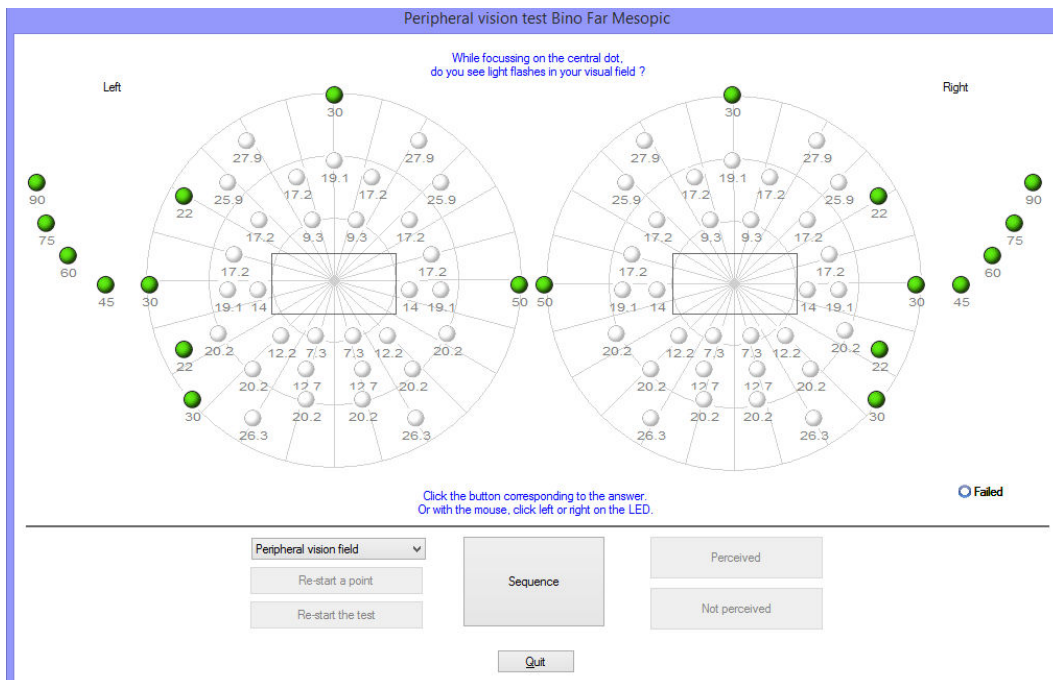 Peripheral vision test Bino Far Mesopic
While focussing on the central dot,
do you see light flashes in your visual field ?
Left Right
30 30
27.9 27.9 27.9 27.9
19.1 19.1
17.2 17.2 17.2 17.2
25.9 25.9 25.9 25.9
90 90
22 22
75 75
17.2 9.3 9.3 17.2 17.2 9.3 9.3 17.2
60 17.2 17.2 17.2 17.2 60
45 30 19.1 14 14 19.1 50 50 19.1 14 14 19.1 30 45
20.2 12.2 7.3 7.3 12.2 20.2 20.2 12.2 7.3 7.3 12.2 20.2
22 22
20.2 12.7 12.7 20.2 20.2 12.7 12.7 20.2
30 20.2 20.2 20.2 20.2 30
26.3 26.3 26.3 26.3
Failed
Click the button corresponding to the answer.
Or with the mouse, click left or right on the LED.
Peripheral vision field
Re-start a point
Re-start the test
Sequence
Perceived
Not perceived
Quit